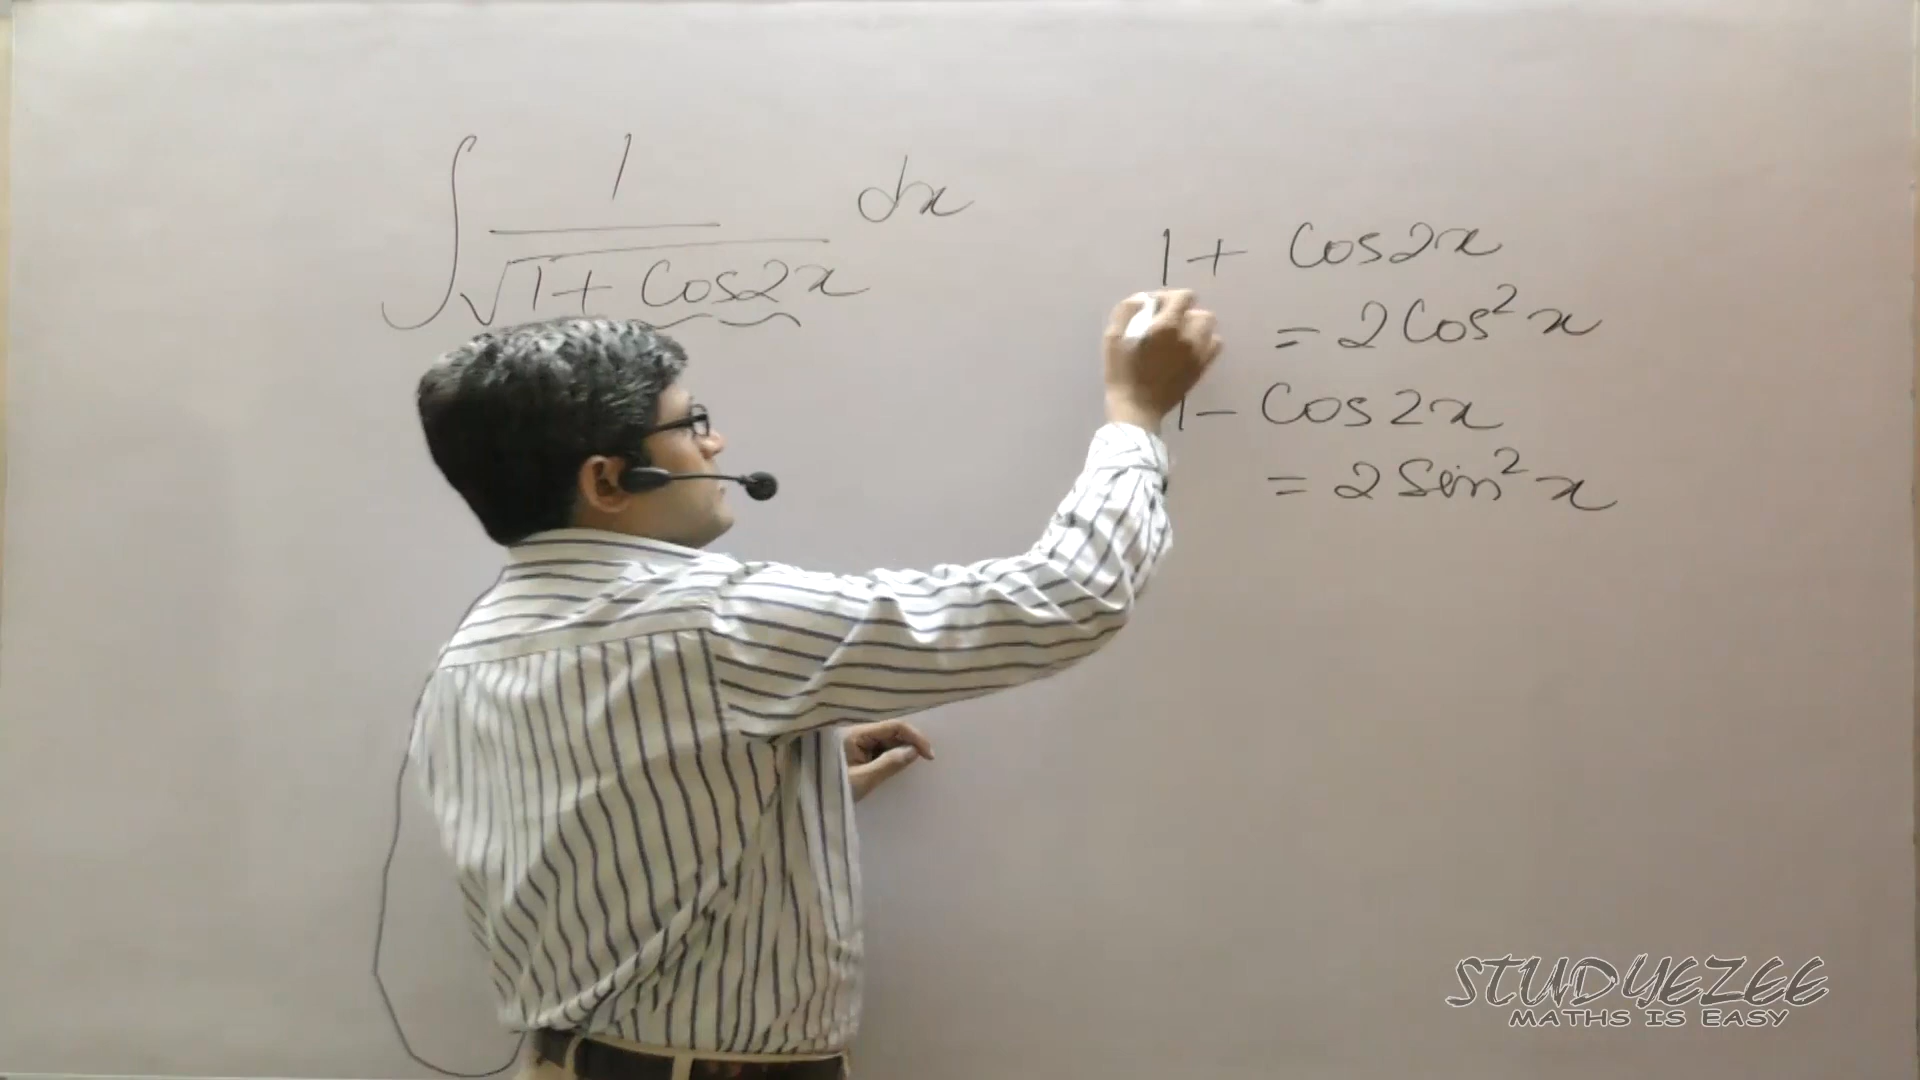 ∫ 1/√(1 + Cos2x) dx
1 + Cos2x
= 2Cos²x
1 - Cos2x
= 2Sin²x
STUDYEZEE
MATHS IS EASY